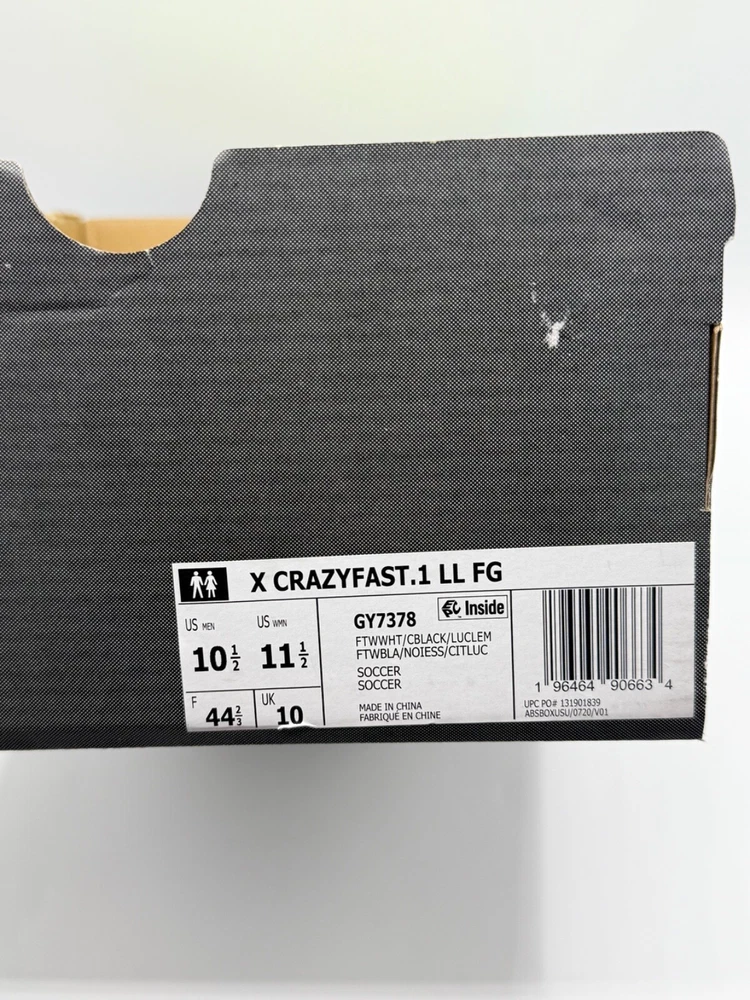 X CRAZYFAST.1 LL FG
US MEN
10 1/2
US WMN
11 1/2
F
44 2/3
UK
10
GY7378
Inside
FTWWHT/CBLACK/LUCLEM
FTWBLA/NOIESS/CITLUC
SOCCER
SOCCER
MADE IN CHINA
FABRIQUÉ EN CHINE
1 96464 90663 4
UPC PO# 131901839
ABSBOXUSU/0720/V01